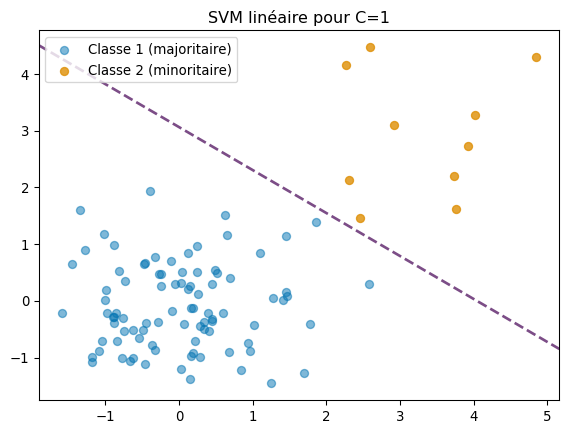 SVM linéaire pour C=1
Classe 1 (majoritaire)
Classe 2 (minoritaire)
4
3
2
1
0
−1
−1 0 1 2 3 4 5